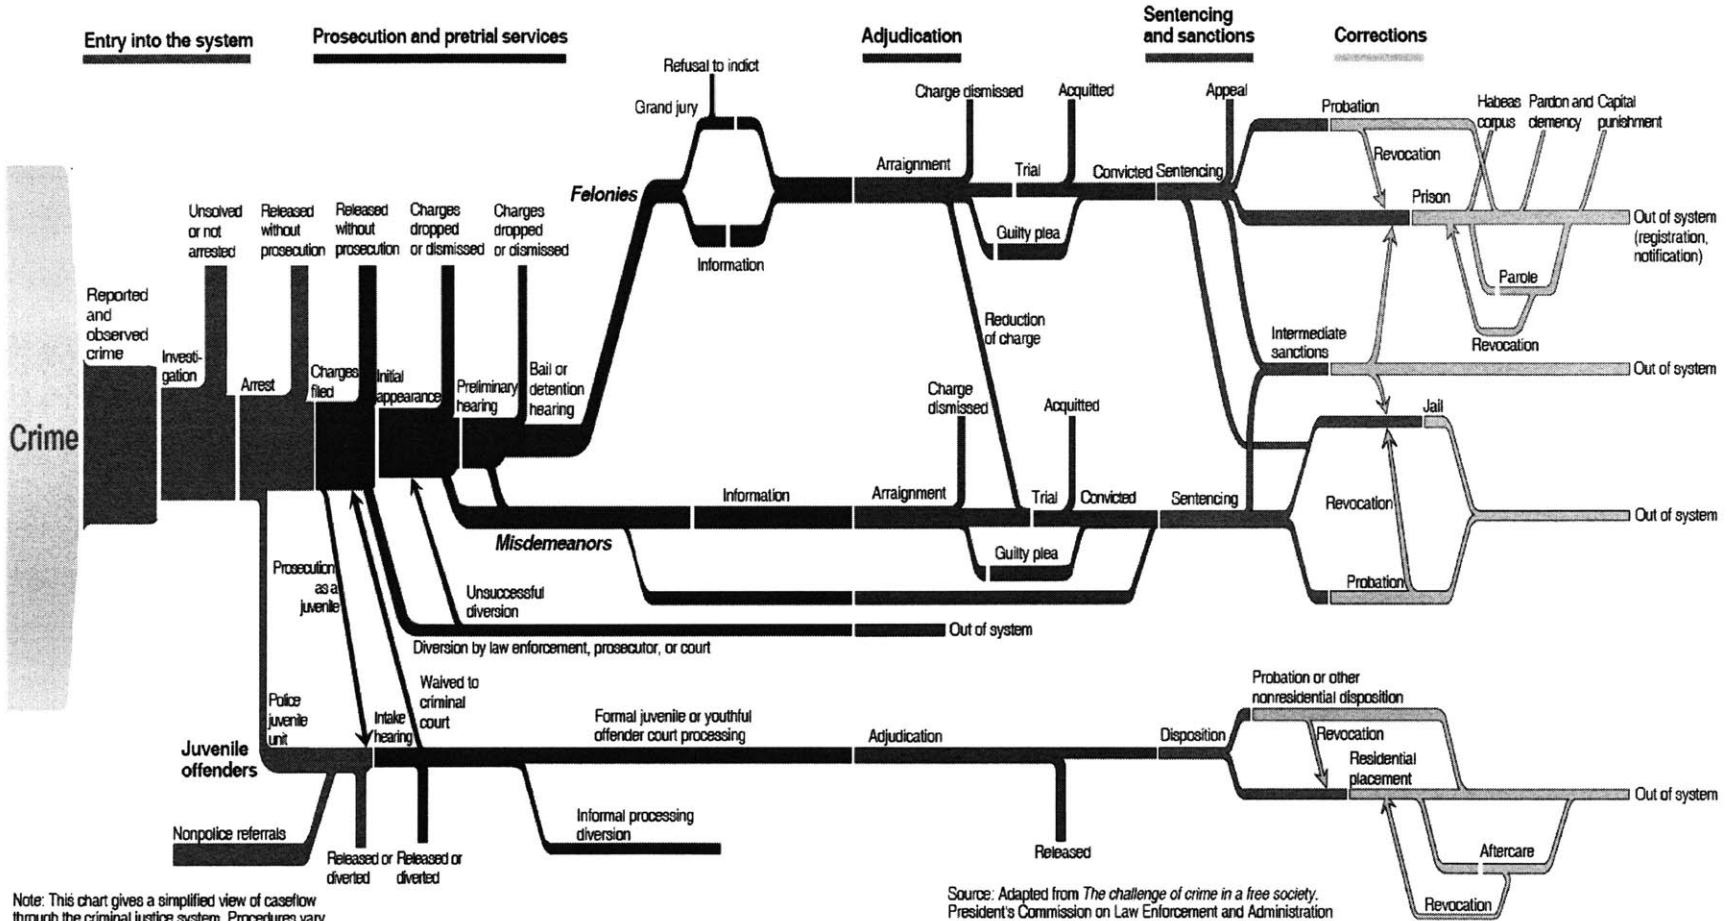 Entry into the system
Prosecution and pretrial services
Adjudication
Sentencing
and sanctions
Corrections
Refusal to indict
Grand jury
Charge dismissed
Acquitted
Appeal
Probation
Habeas
corpus
Pardon and
clemency
Capital
punishment
Revocation
Arraignment
Trial
Convicted
Sentencing
Prison
Felonies
Unsolved
or not
arrested
Released
without
prosecution
Released
without
prosecution
Charges
dropped
or dismissed
Charges
dropped
or dismissed
Out of system
(registration,
notification)
Guilty plea
Information
Parole
Reported
and
observed
crime
Reduction
of charge
Intermediate
sanctions
Revocation
Investi-
gation
Arrest
Charges
filed
Initial
appearance
Preliminary
hearing
Bail or
detention
hearing
Out of system
Charge
dismissed
Acquitted
Jail
Crime
Information
Arraignment
Trial
Convicted
Sentencing
Revocation
Out of system
Misdemeanors
Guilty plea
Prosecution
as a
juvenile
Unsuccessful
diversion
Probation
Out of system
Diversion by law enforcement, prosecutor, or court
Waived to
criminal
court
Police
juvenile
unit
Intake
hearing
Formal juvenile or youthful
offender court processing
Adjudication
Disposition
Probation or other
nonresidential disposition
Revocation
Residential
placement
Juvenile
offenders
Out of system
Nonpolice referrals
Informal processing
diversion
Released or
diverted
Released or
diverted
Released
Aftercare
Revocation
Note: This chart gives a simplified view of caseflow
through the criminal justice system. Procedures vary
Source: Adapted from The challenge of crime in a free society.
President's Commission on Law Enforcement and Administration